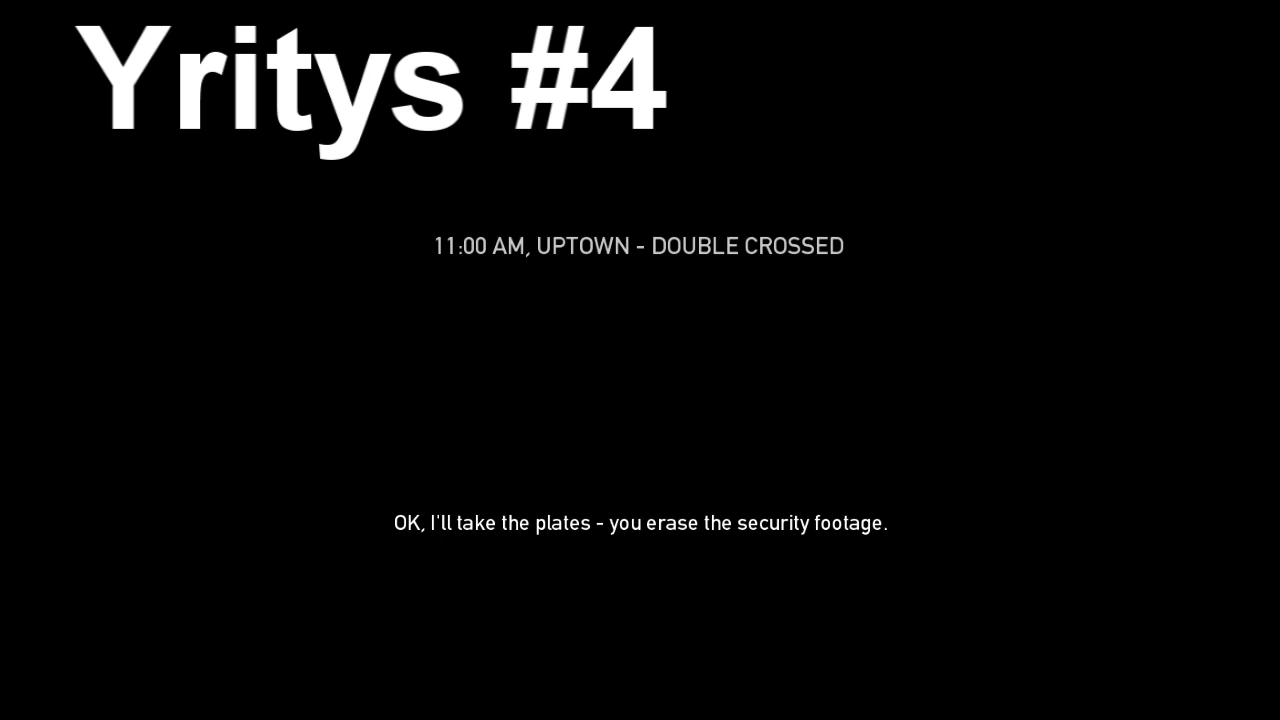 Yritys #4
11:00 AM, UPTOWN - DOUBLE CROSSED
OK, I'll take the plates - you erase the security footage.